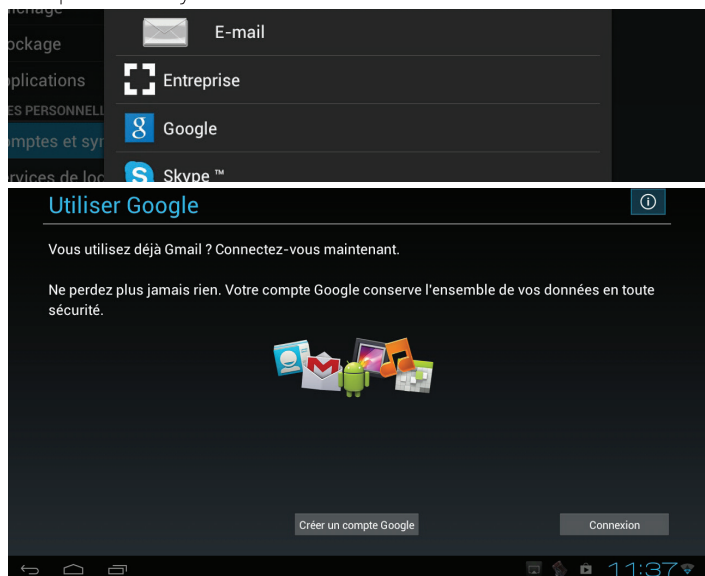 E-mail
ockage
Entreprise
plications
ES PERSONNELL
Google
omptes et syn
Skype ™
rvices de loc
Utiliser Google
Vous utilisez déjà Gmail ? Connectez-vous maintenant.
Ne perdez plus jamais rien. Votre compte Google conserve l'ensemble de vos données en toute
sécurité.
Créer un compte Google
Connexion
11:37